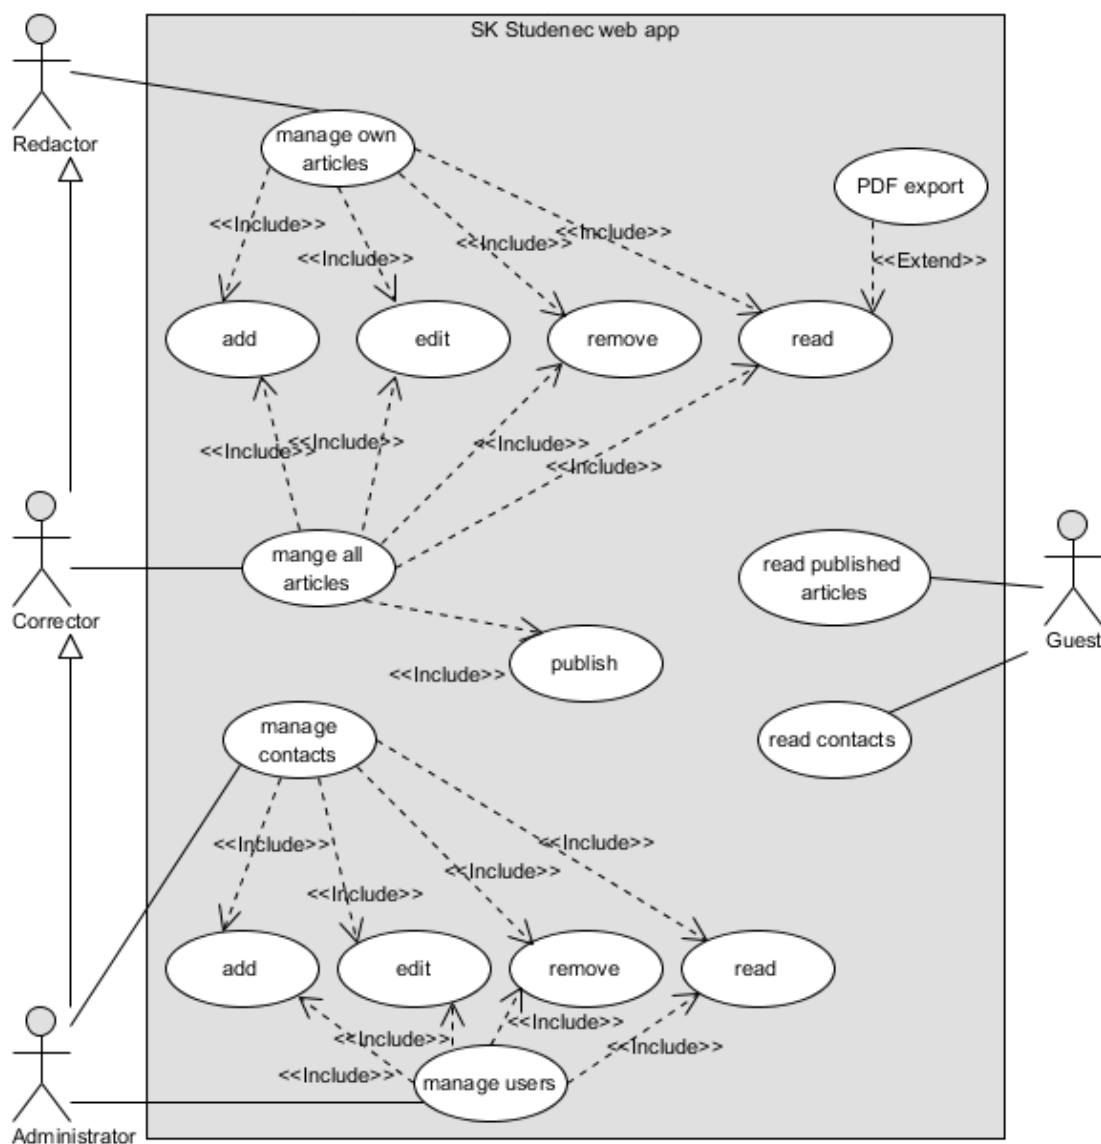 SK Studenec web app
Redactor
manage own
articles
PDF export
<<Include>>
<<Include>>
<<Include>>
<<Include>>
<<Extend>>
add
edit
remove
read
<<Include>>
<<Include>>
<<Include>>
<<Include>>
mange all
articles
read published
articles
Corrector
Guest
publish
<<Include>>
manage
contacts
read contacts
<<Include>>
<<Include>>
<<Include>>
<<Include>>
add
edit
remove
read
<<Include>>
<<Include>>
<<Include>>
<<Include>>
manage users
Administrator